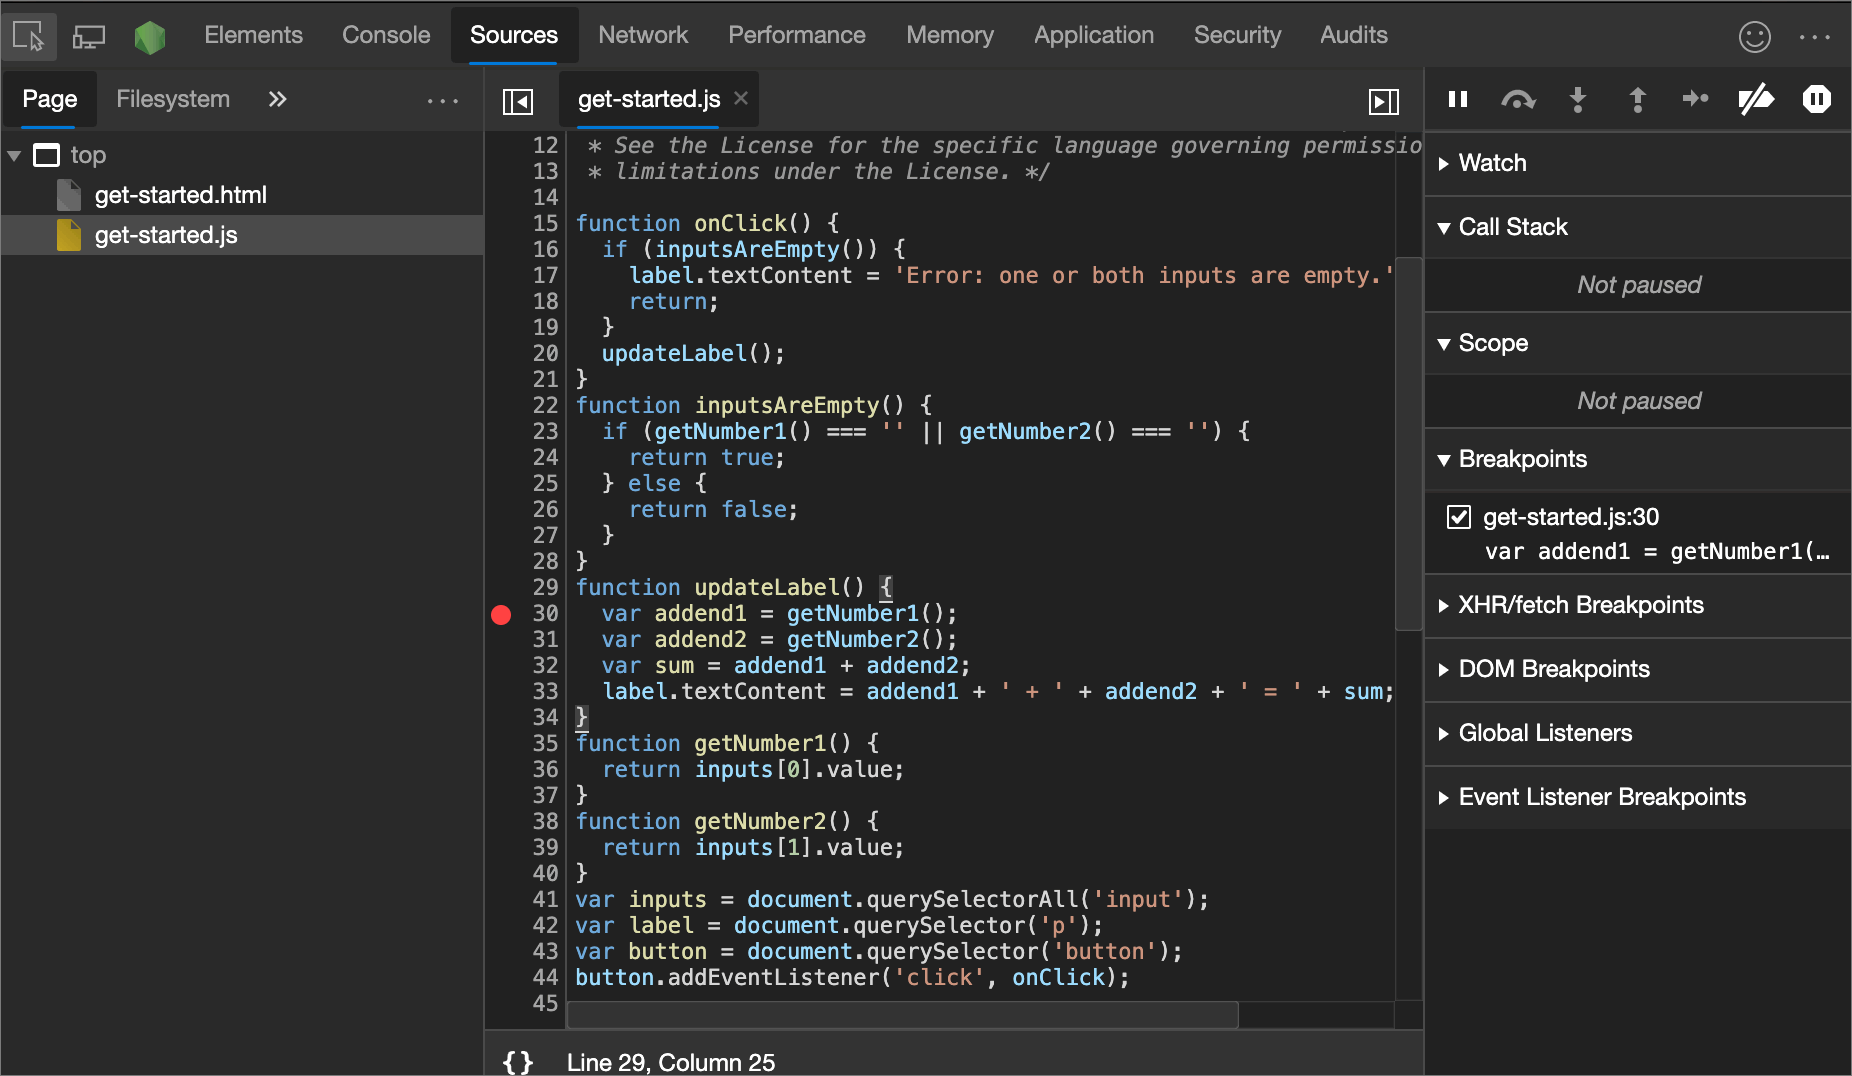 Elements Console Sources Network Performance Memory Application Security Audits
Page Filesystem
top
get-started.html
get-started.js
get-started.js
12 * See the License for the specific language governing permissio
13 * limitations under the License. */
14
15 function onClick() {
16   if (inputsAreEmpty()) {
17     label.textContent = 'Error: one or both inputs are empty.'
18     return;
19   }
20   updateLabel();
21 }
22 function inputsAreEmpty() {
23   if (getNumber1() === '' || getNumber2() === '') {
24     return true;
25   } else {
26     return false;
27   }
28 }
29 function updateLabel() {
30   var addend1 = getNumber1();
31   var addend2 = getNumber2();
32   var sum = addend1 + addend2;
33   label.textContent = addend1 + ' + ' + addend2 + ' = ' + sum;
34 }
35 function getNumber1() {
36   return inputs[0].value;
37 }
38 function getNumber2() {
39   return inputs[1].value;
40 }
41 var inputs = document.querySelectorAll('input');
42 var label = document.querySelector('p');
43 var button = document.querySelector('button');
44 button.addEventListener('click', onClick);
45
{} Line 29, Column 25
Watch
Call Stack
Not paused
Scope
Not paused
Breakpoints
get-started.js:30
var addend1 = getNumber1(…
XHR/fetch Breakpoints
DOM Breakpoints
Global Listeners
Event Listener Breakpoints